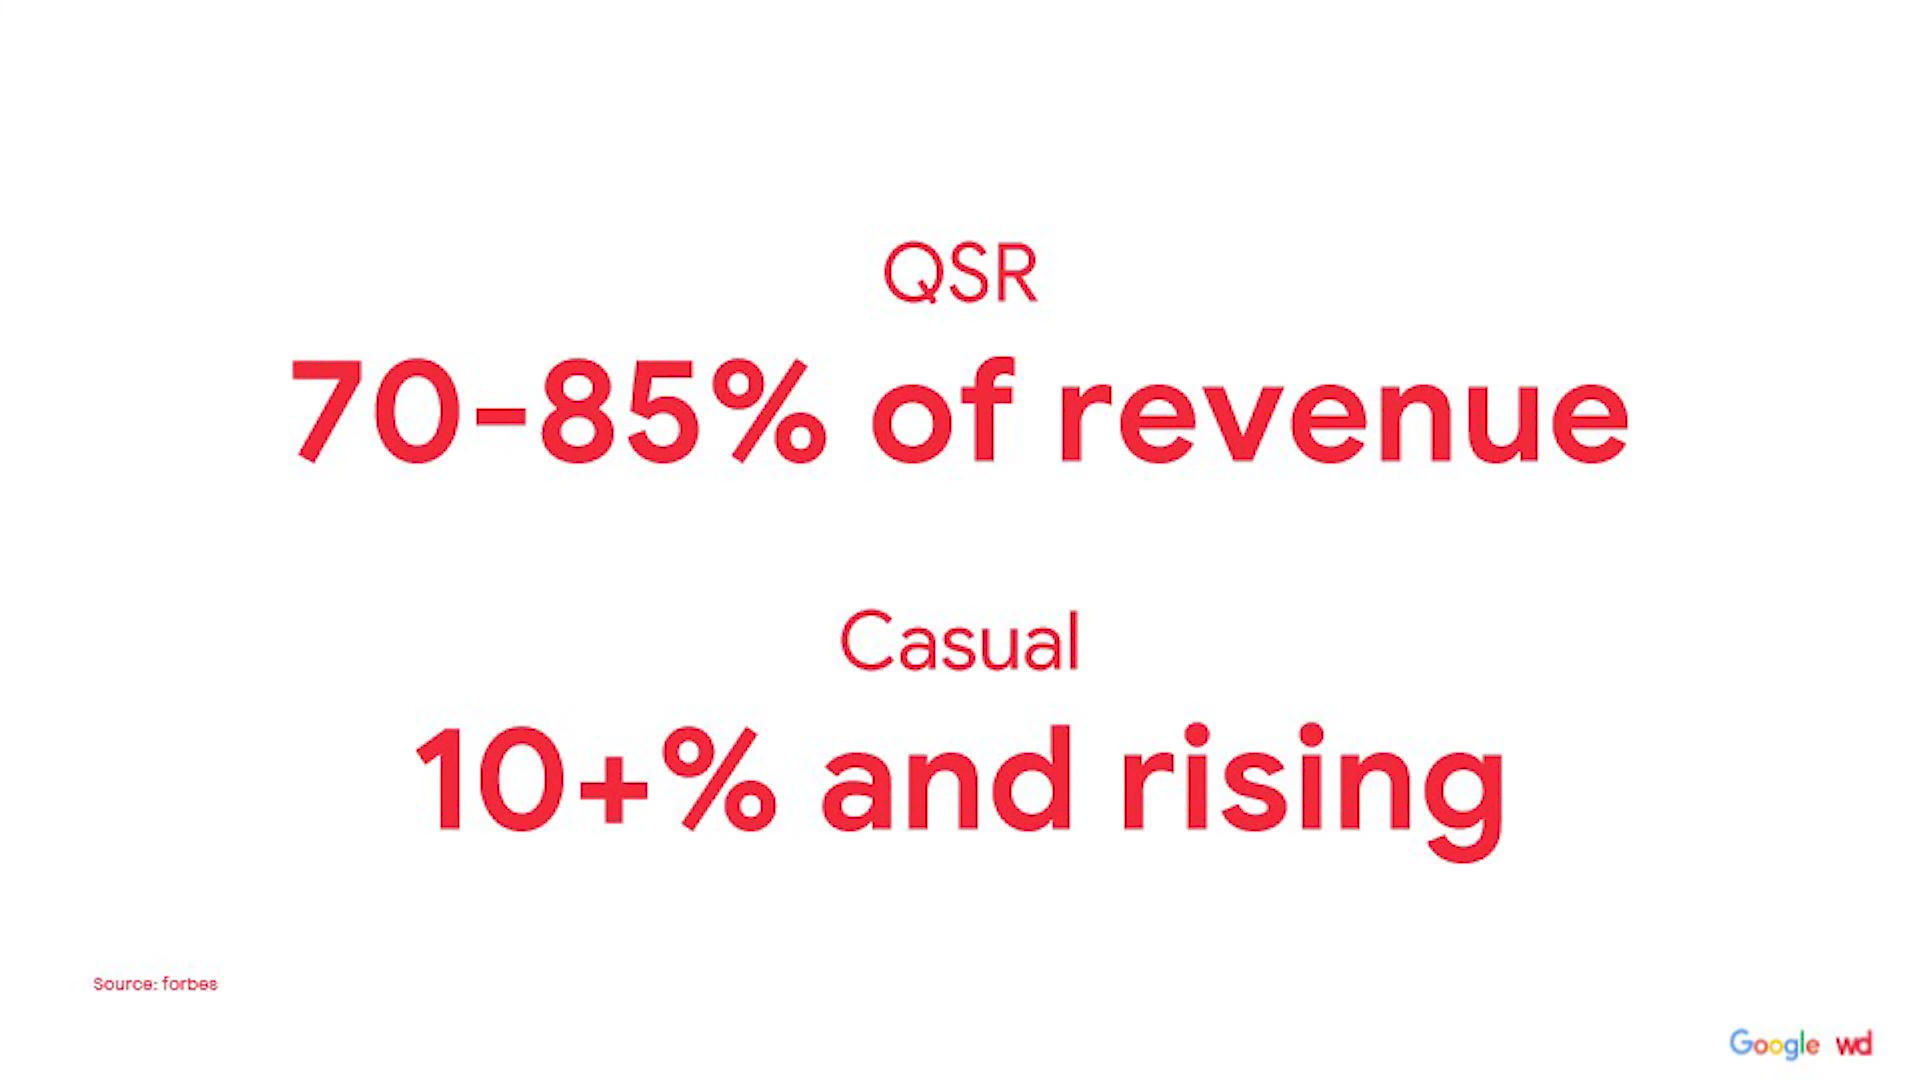 QSR
70-85% of revenue
Casual
10+% and rising
Source: forbes
Google wd